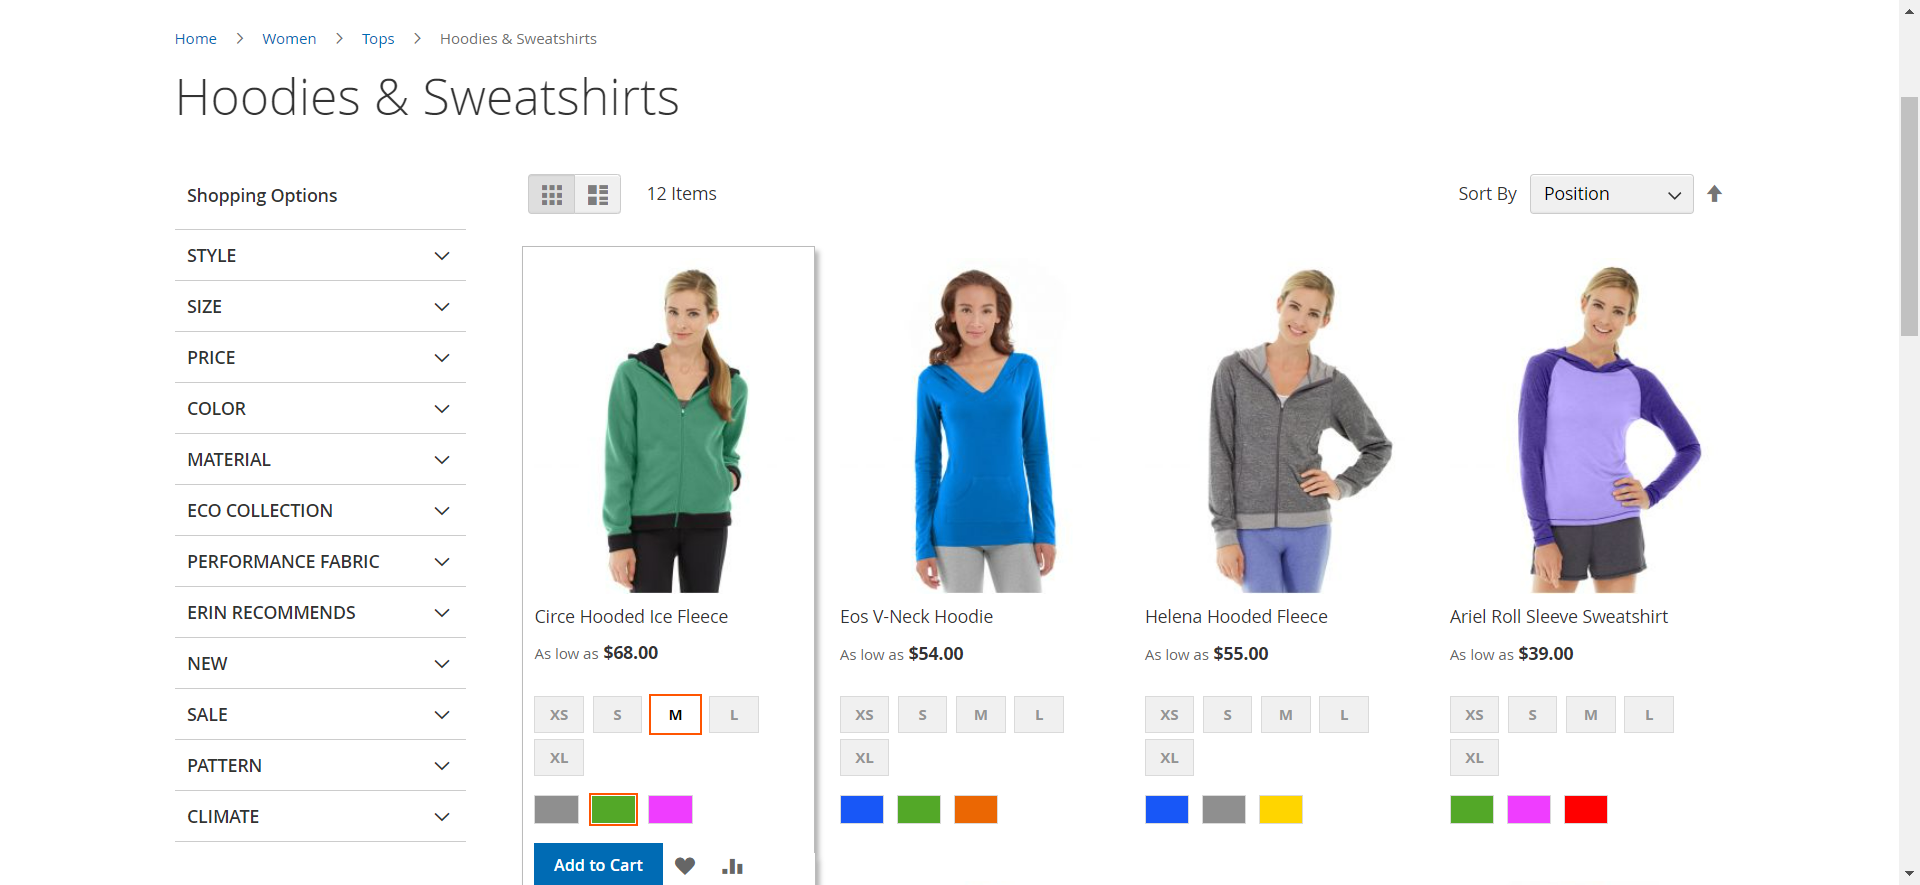 Home Women Tops Hoodies & Sweatshirts
Hoodies & Sweatshirts
Shopping Options
STYLE
SIZE
PRICE
COLOR
MATERIAL
ECO COLLECTION
PERFORMANCE FABRIC
ERIN RECOMMENDS
NEW
SALE
PATTERN
CLIMATE
12 Items
Sort By Position
Circe Hooded Ice Fleece
As low as $68.00
XS S M L
XL
Add to Cart
Eos V-Neck Hoodie
As low as $54.00
XS S M L
XL
Helena Hooded Fleece
As low as $55.00
XS S M L
XL
Ariel Roll Sleeve Sweatshirt
As low as $39.00
XS S M L
XL